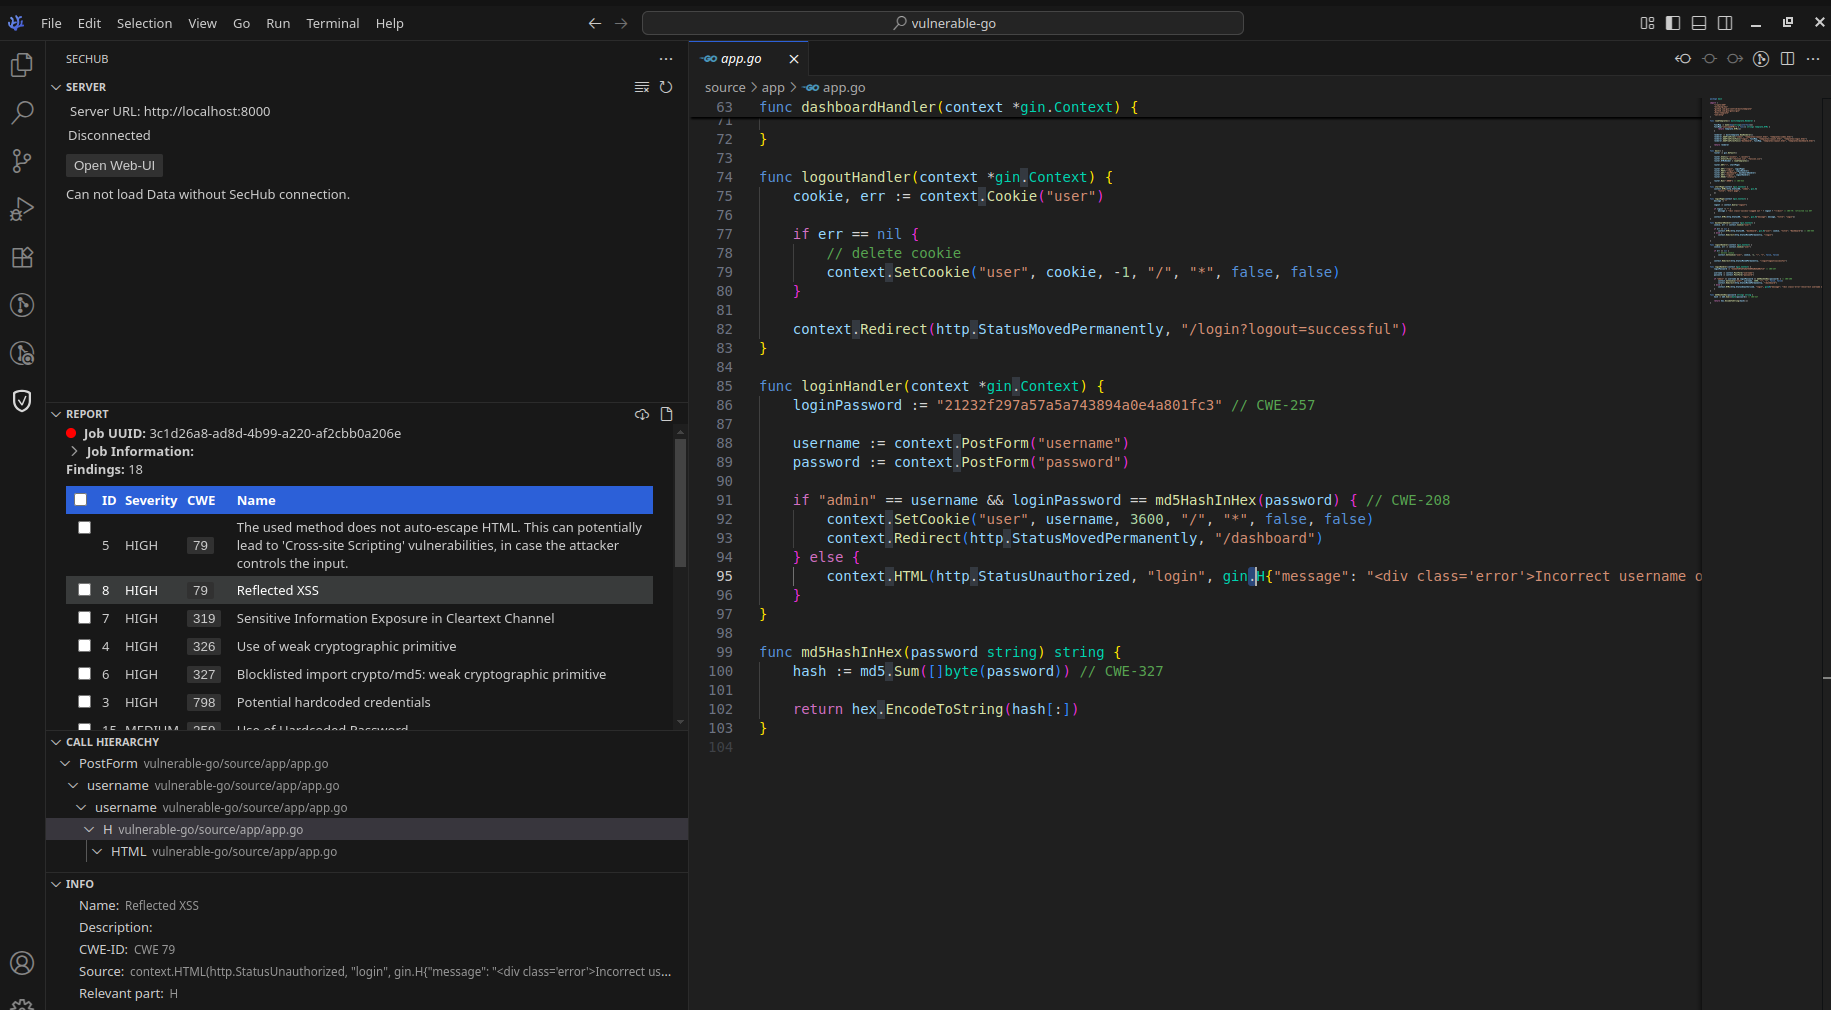 File Edit Selection View Go Run Terminal Help
vulnerable-go
SECHUB
SERVER
Server URL: http://localhost:8000
Disconnected
Open Web-UI
Can not load Data without SecHub connection.
REPORT
Job UUID: 3c1d26a8-ad8d-4b99-a220-af2cbb0a206e
Job Information:
Findings: 18
ID Severity CWE Name
5 HIGH 79 The used method does not auto-escape HTML. This can potentially
lead to 'Cross-site Scripting' vulnerabilities, in case the attacker
controls the input.
8 HIGH 79 Reflected XSS
7 HIGH 319 Sensitive Information Exposure in Cleartext Channel
4 HIGH 326 Use of weak cryptographic primitive
6 HIGH 327 Blocklisted import crypto/md5: weak cryptographic primitive
3 HIGH 798 Potential hardcoded credentials
15 MEDIUM 259 Use of Hardcoded Password
CALL HIERARCHY
PostForm vulnerable-go/source/app/app.go
username vulnerable-go/source/app/app.go
username vulnerable-go/source/app/app.go
H vulnerable-go/source/app/app.go
HTML vulnerable-go/source/app/app.go
INFO
Name: Reflected XSS
Description:
CWE-ID: CWE 79
Source: context.HTML(http.StatusUnauthorized, "login", gin.H{"message": "<div class='error'>Incorrect us...
Relevant part: H
app.go
source > app > app.go
63 func dashboardHandler(context *gin.Context) {
71
72 }
73
74 func logoutHandler(context *gin.Context) {
75 cookie, err := context.Cookie("user")
76
77 if err == nil {
78 // delete cookie
79 context.SetCookie("user", cookie, -1, "/", "*", false, false)
80 }
81
82 context.Redirect(http.StatusMovedPermanently, "/login?logout=successful")
83 }
84
85 func loginHandler(context *gin.Context) {
86 loginPassword := "21232f297a57a5a743894a0e4a801fc3" // CWE-257
87
88 username := context.PostForm("username")
89 password := context.PostForm("password")
90
91 if "admin" == username && loginPassword == md5HashInHex(password) { // CWE-208
92 context.SetCookie("user", username, 3600, "/", "*", false, false)
93 context.Redirect(http.StatusMovedPermanently, "/dashboard")
94 } else {
95 context.HTML(http.StatusUnauthorized, "login", gin.H{"message": "<div class='error'>Incorrect username o
96 }
97 }
98
99 func md5HashInHex(password string) string {
100 hash := md5.Sum([]byte(password)) // CWE-327
101
102 return hex.EncodeToString(hash[:])
103 }
104